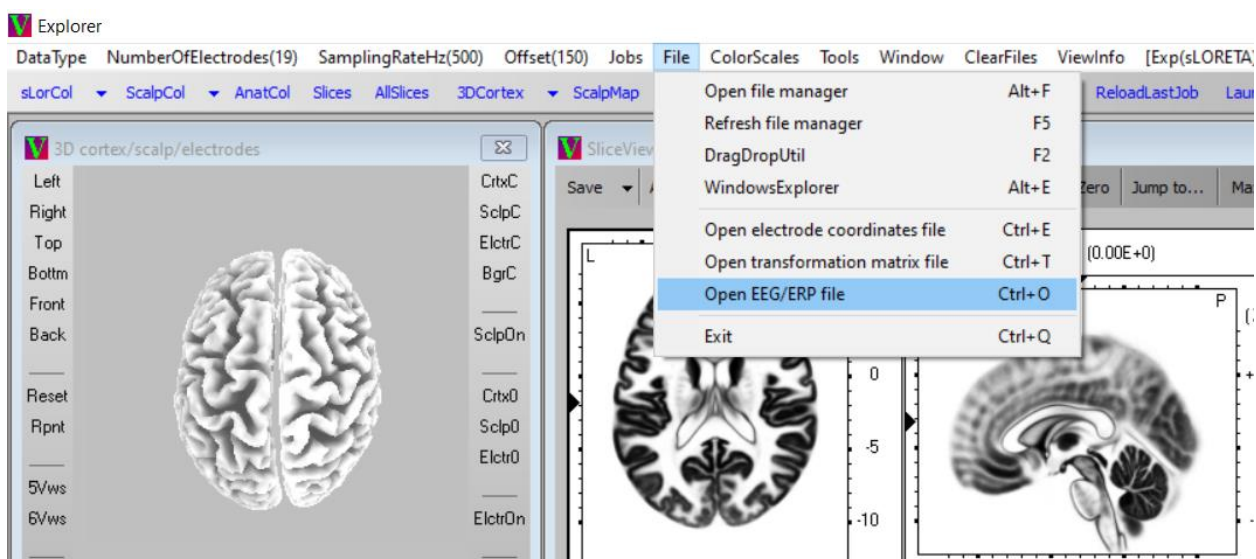 Explorer
DataType NumberOfElectrodes(19) SamplingRateHz(500) Offset(150) Jobs File ColorScales Tools Window ClearFiles ViewInfo [Exp(sLORETA)
sLorCol ScalpCol AnatCol Slices AllSlices 3DCortex ScalpMap ReloadLastJob
Open file manager Alt+F
Refresh file manager F5
DragDropUtil F2
WindowsExplorer Alt+E
Open electrode coordinates file Ctrl+E
Open transformation matrix file Ctrl+T
Open EEG/ERP file Ctrl+O
Exit Ctrl+Q
3D cortex/scalp/electrodes
Left CrtxC
Right SclpC
Top ElctrC
Bottm BgrC
Front
Back SclpOn
Reset Crtx0
Rpnt Sclp0
Elctr0
5Vws
6Vws ElctrOn
Save Jump to...
L
(0.00E+0)
P
0
-5
-10